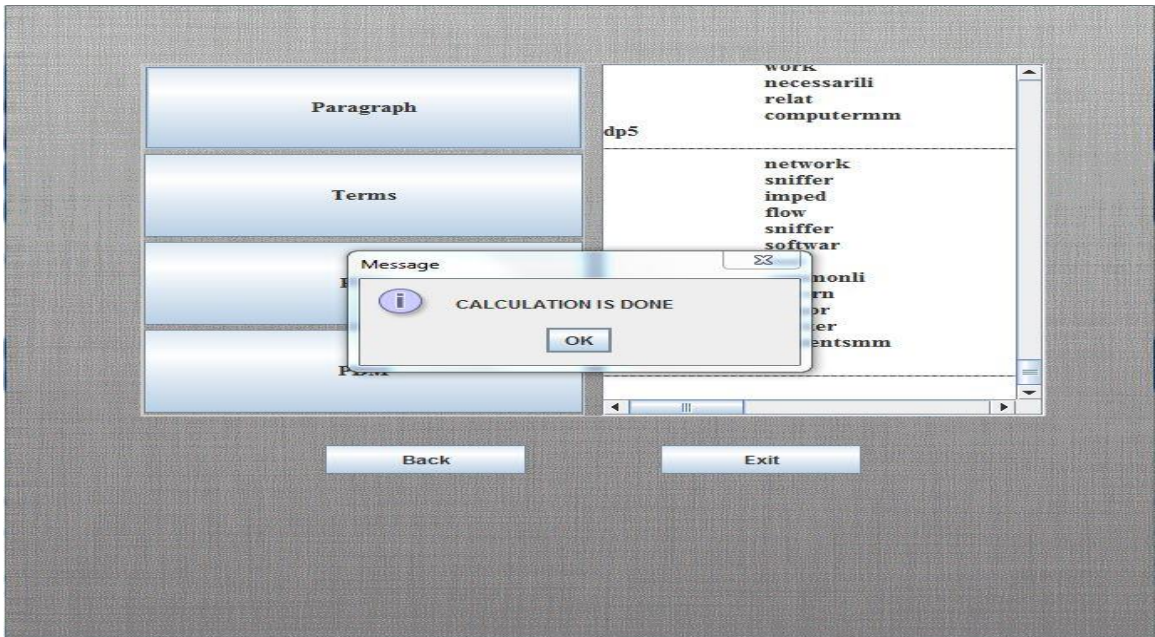 Paragraph
Terms
PDM
work
necessarili
relat
computermm
dp5
network
sniffer
imped
flow
sniffer
softwar
Message
CALCULATION IS DONE
OK
Back
Exit